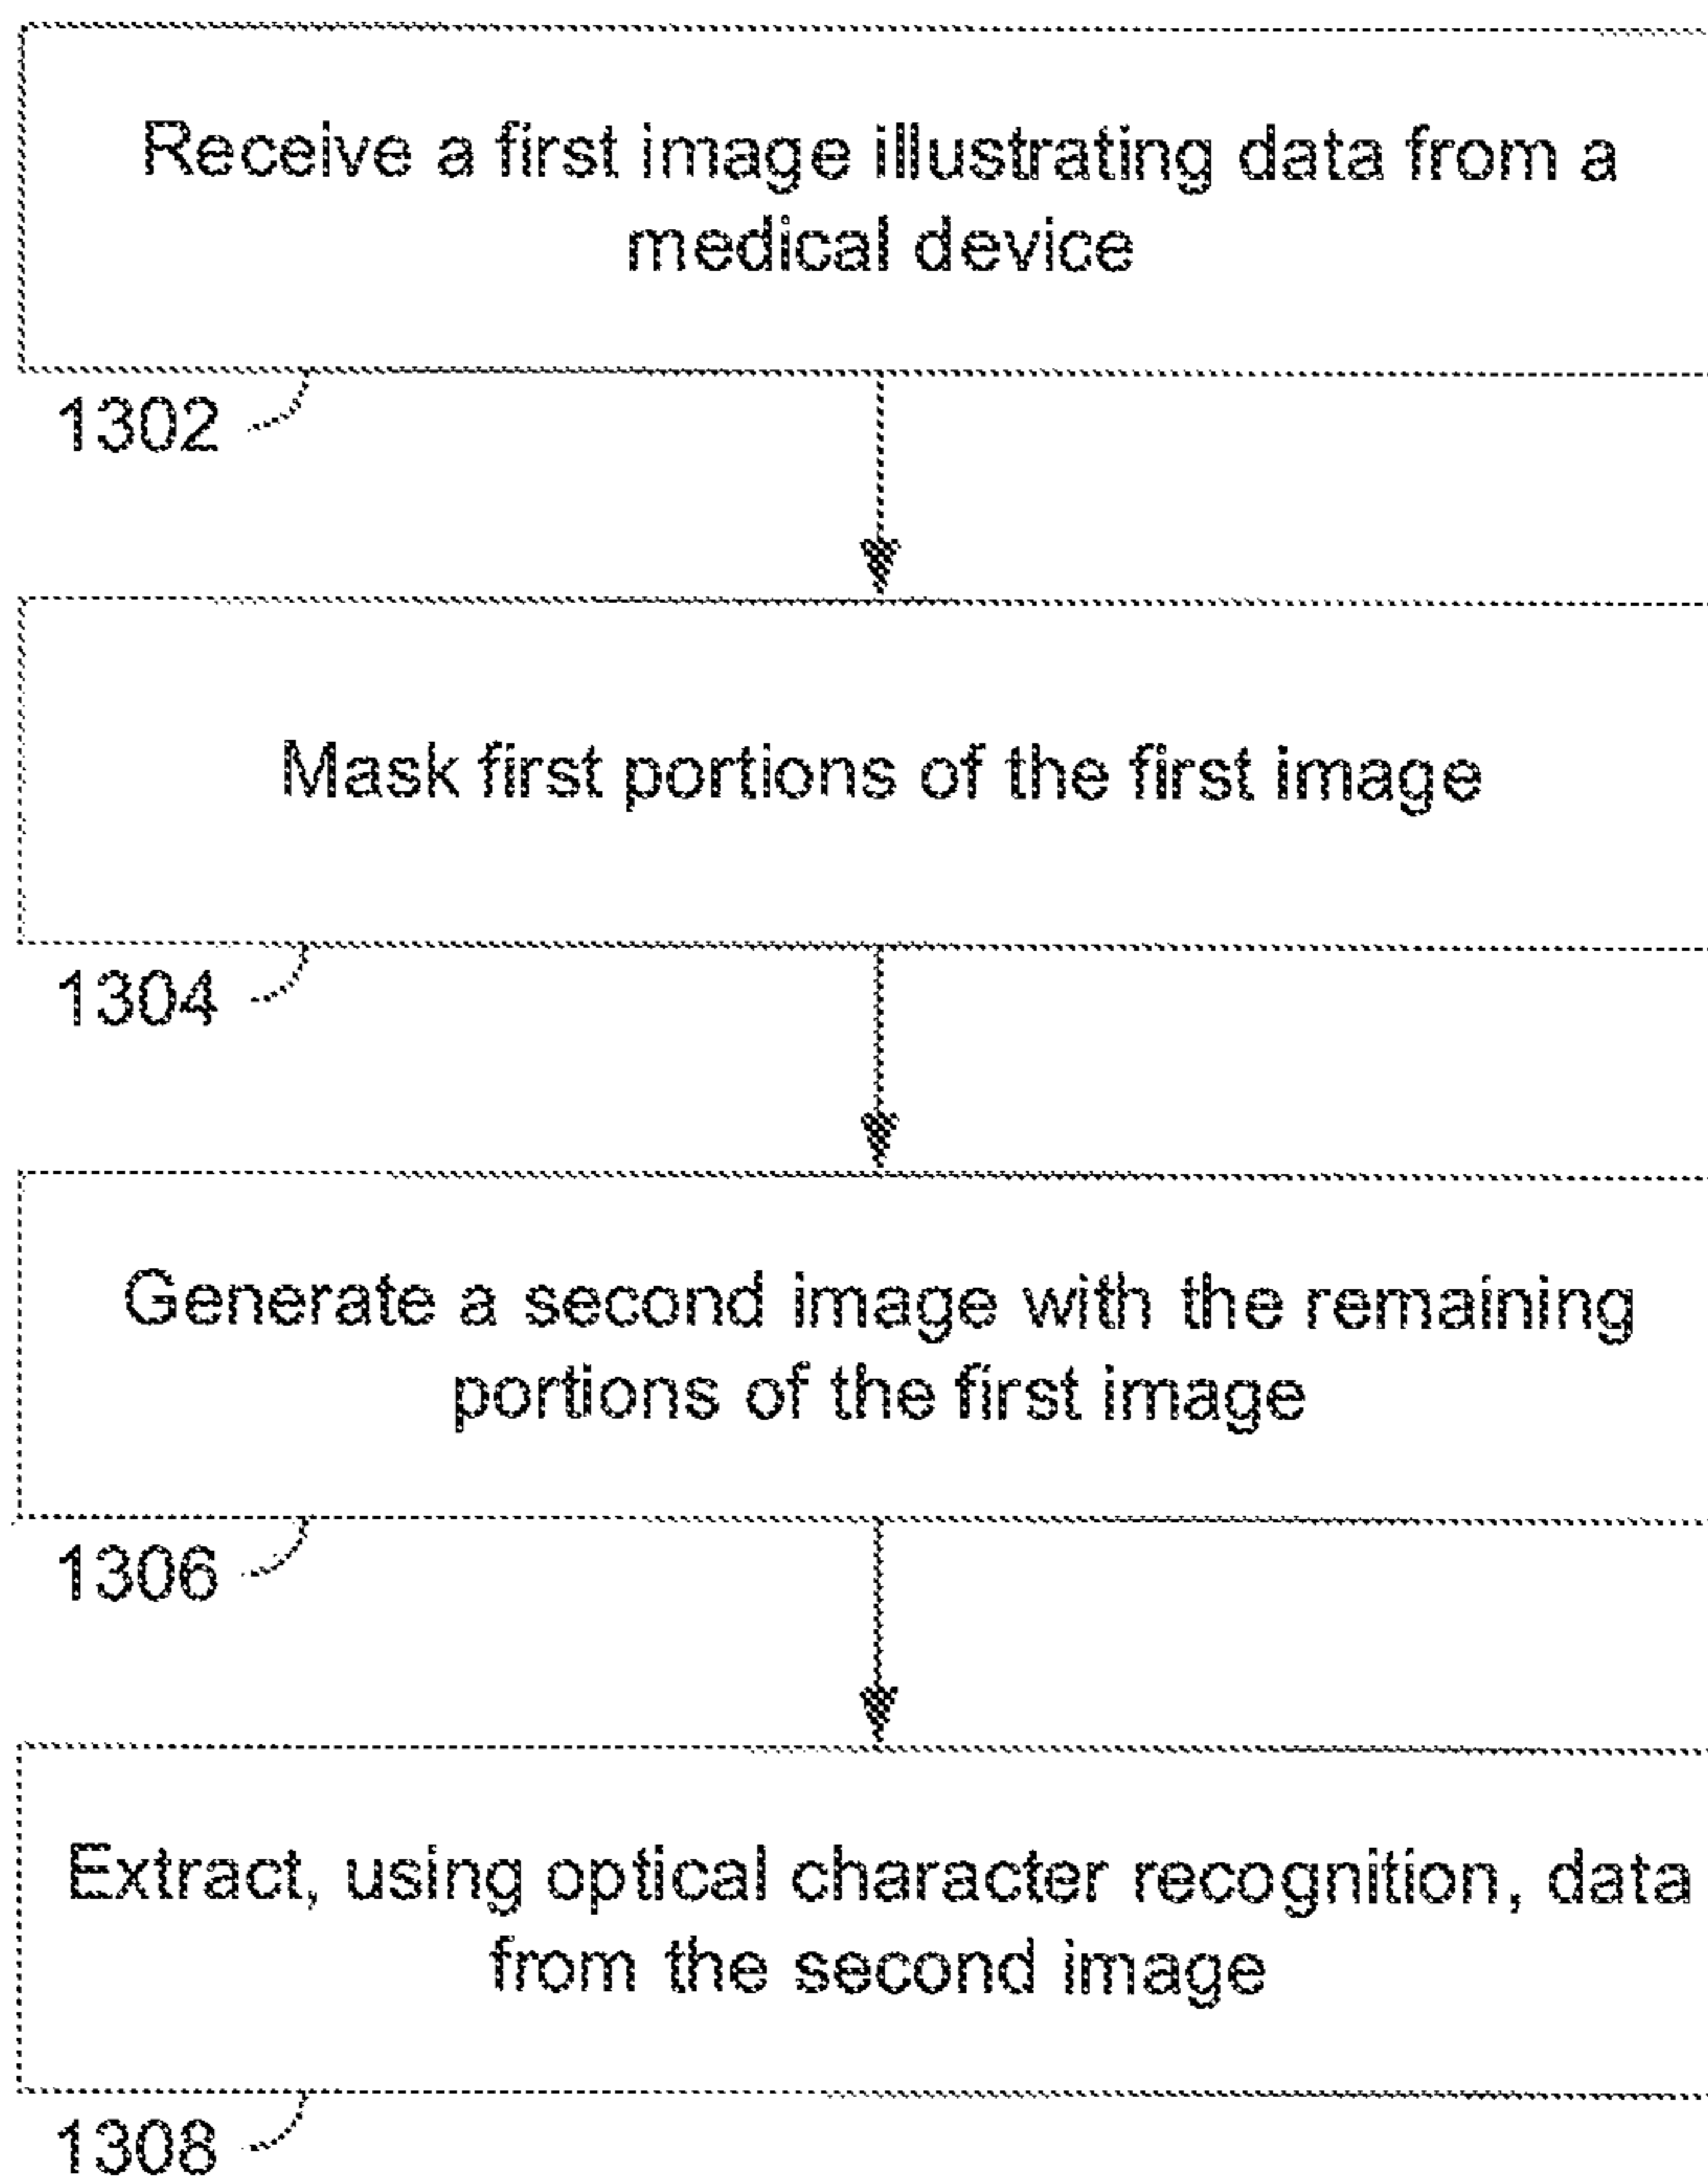 Receive a first image illustrating data from a
medical device
1302
Mask first portions of the first image
1304
Generate a second image with the remaining
portions of the first image
1306
Extract, using optical character recognition, data
from the second image
1308